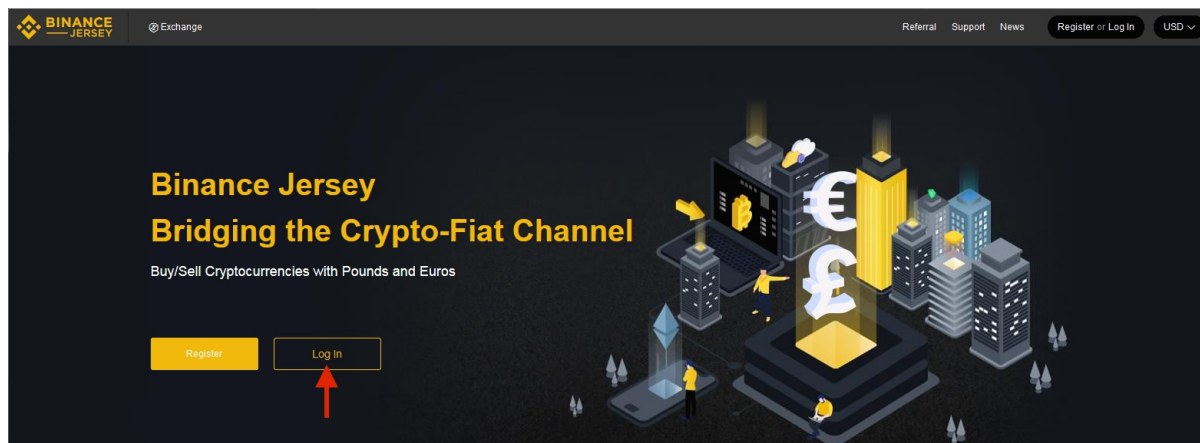 BINANCE
JERSEY
Exchange
Referral Support News Register or Log In USD
Binance Jersey
Bridging the Crypto-Fiat Channel
Buy/Sell Cryptocurrencies with Pounds and Euros
Register Log In
€
£